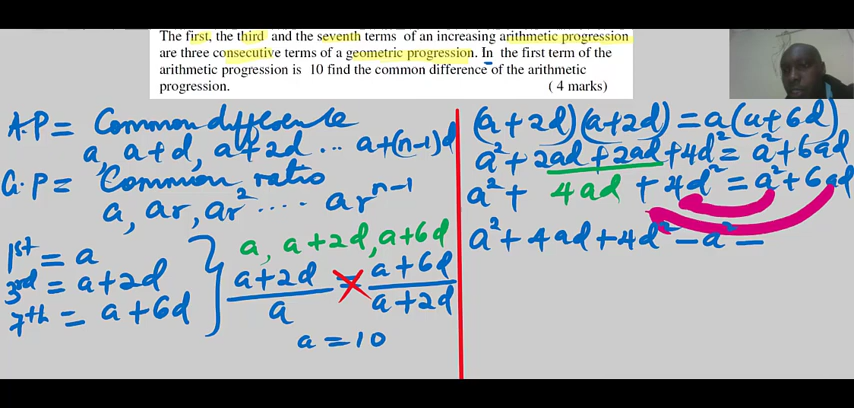 The first, the third and the seventh terms of an increasing arithmetic progression
are three consecutive terms of a geometric progression. In the first term of the
arithmetic progression is 10 find the common difference of the arithmetic
progression. ( 4 marks)
A.P = Common difference
a, a+d, a+2d ... a+(n-1)d
G.P = Common ratio
a, ar, ar² .... arⁿ⁻¹
1st = a
3rd = a+2d
7th = a+6d
a, a+2d, a+6d
(a+2d)/a = (a+6d)/(a+2d)
a = 10
(a+2d)(a+2d) = a(a+6d)
a² + 2ad + 2ad + 4d² = a² + 6ad
a² + 4ad + 4d² = a² + 6ad
a² + 4ad + 4d² - a² -